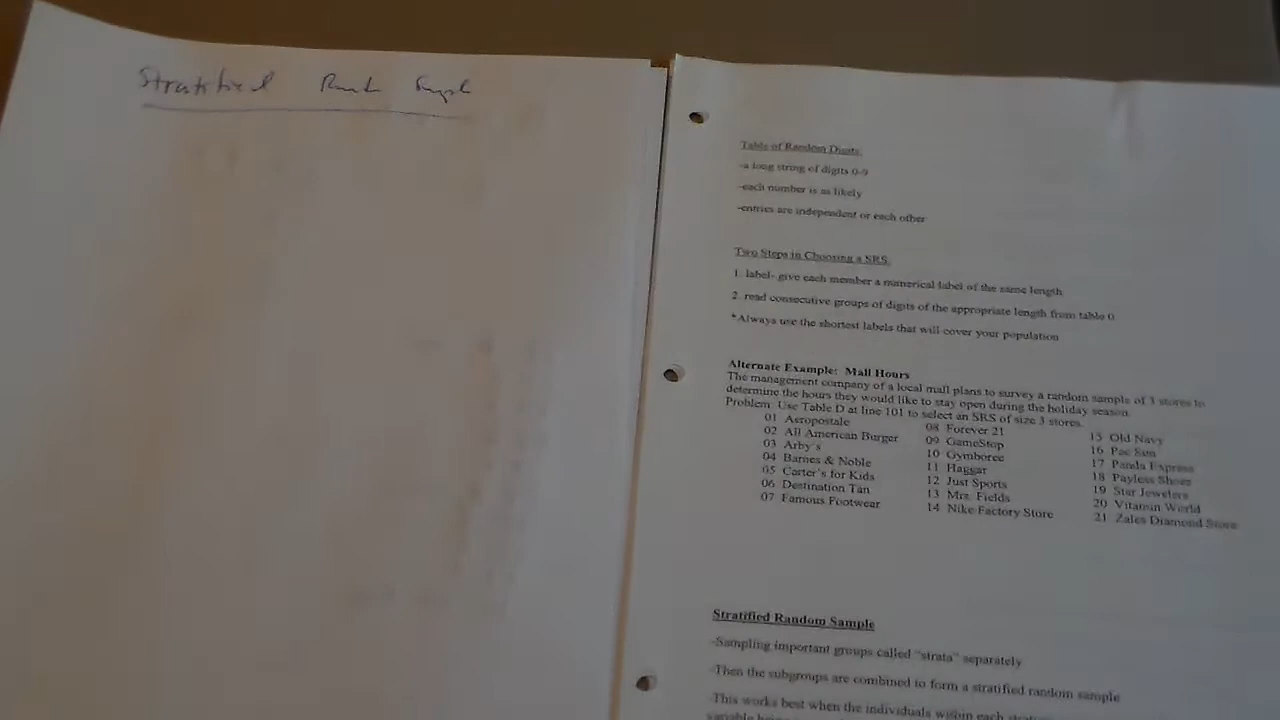 Stratified
Table of Random Digits:
-a long string of digits 0-9
-each number is as likely
-entries are independent or each other
Two Steps in Choosing a SRS:
1. label- give each member a numerical label of the same length
2. read consecutive groups of digits of the appropriate length from table
*Always use the shortest labels that will cover your population
Alternate Example: Mall Hours
The management company of a local mall plans to survey a random sample of 3 stores to
determine the hours they would like to stay open during the holiday season.
Problem: Use Table D at line 101 to select an SRS of size 3 stores.
01 Aeropostale
02 All American Burger
03 Arby's
04 Barnes & Noble
05 Carter's for Kids
06 Destination Tan
07 Famous Footwear
08 Forever 21
09 GameStop
10 Gymboree
11 Haggar
12 Just Sports
13 Mrs. Fields
14 Nike Factory Store
15 Old Navy
16 Pac Sun
17 Panda Express
18 Payless Shoes
19 Star Jewelers
20 Vitamin World
21 Zales Diamond Store
Stratified Random Sample
-Sampling important groups called "strata" separately
-Then the subgroups are combined to form a stratified random sample
-This works best when the individuals within each
variable